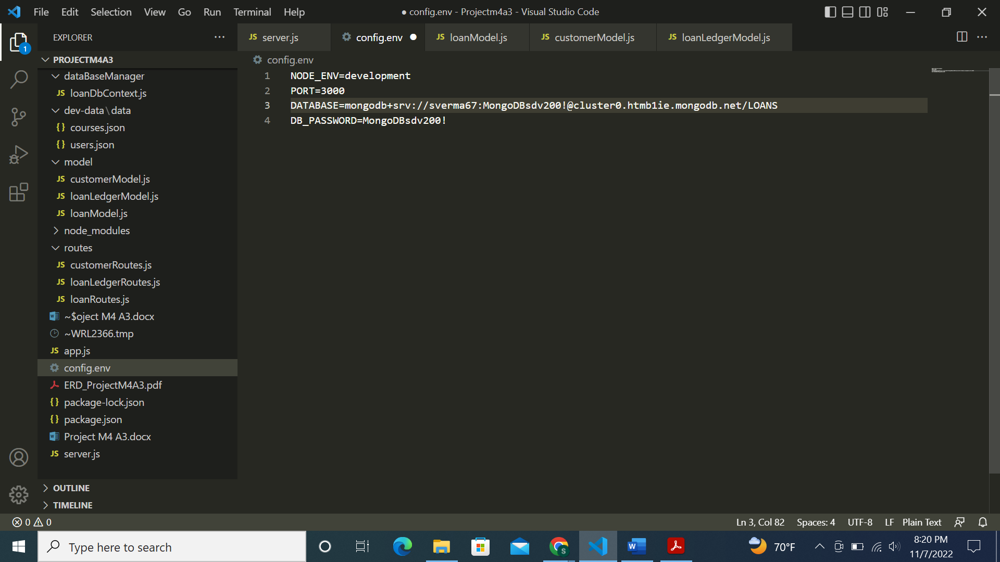 File Edit Selection View Go Run Terminal Help
● config.env - Projectm4a3 - Visual Studio Code
EXPLORER
JS server.js
config.env
JS loanModel.js
JS customerModel.js
JS loanLedgerModel.js
1
PROJECTM4A3
dataBaseManager
JS loanDbContext.js
dev-data\data
{} courses.json
{} users.json
model
JS customerModel.js
JS loanLedgerModel.js
JS loanModel.js
node_modules
routes
JS customerRoutes.js
JS loanLedgerRoutes.js
JS loanRoutes.js
~$oject M4 A3.docx
~WRL2366.tmp
JS app.js
config.env
ERD_ProjectM4A3.pdf
{} package-lock.json
{} package.json
Project M4 A3.docx
JS server.js
OUTLINE
TIMELINE
config.env
1 NODE_ENV=development
2 PORT=3000
3 DATABASE=mongodb+srv://sverma67:MongoDBsdv200!@cluster0.htmb1ie.mongodb.net/LOANS
4 DB_PASSWORD=MongoDBsdv200!
0 0
Ln 3, Col 82 Spaces: 4 UTF-8 LF Plain Text
Type here to search
S
W
70°F
8:20 PM
11/7/2022